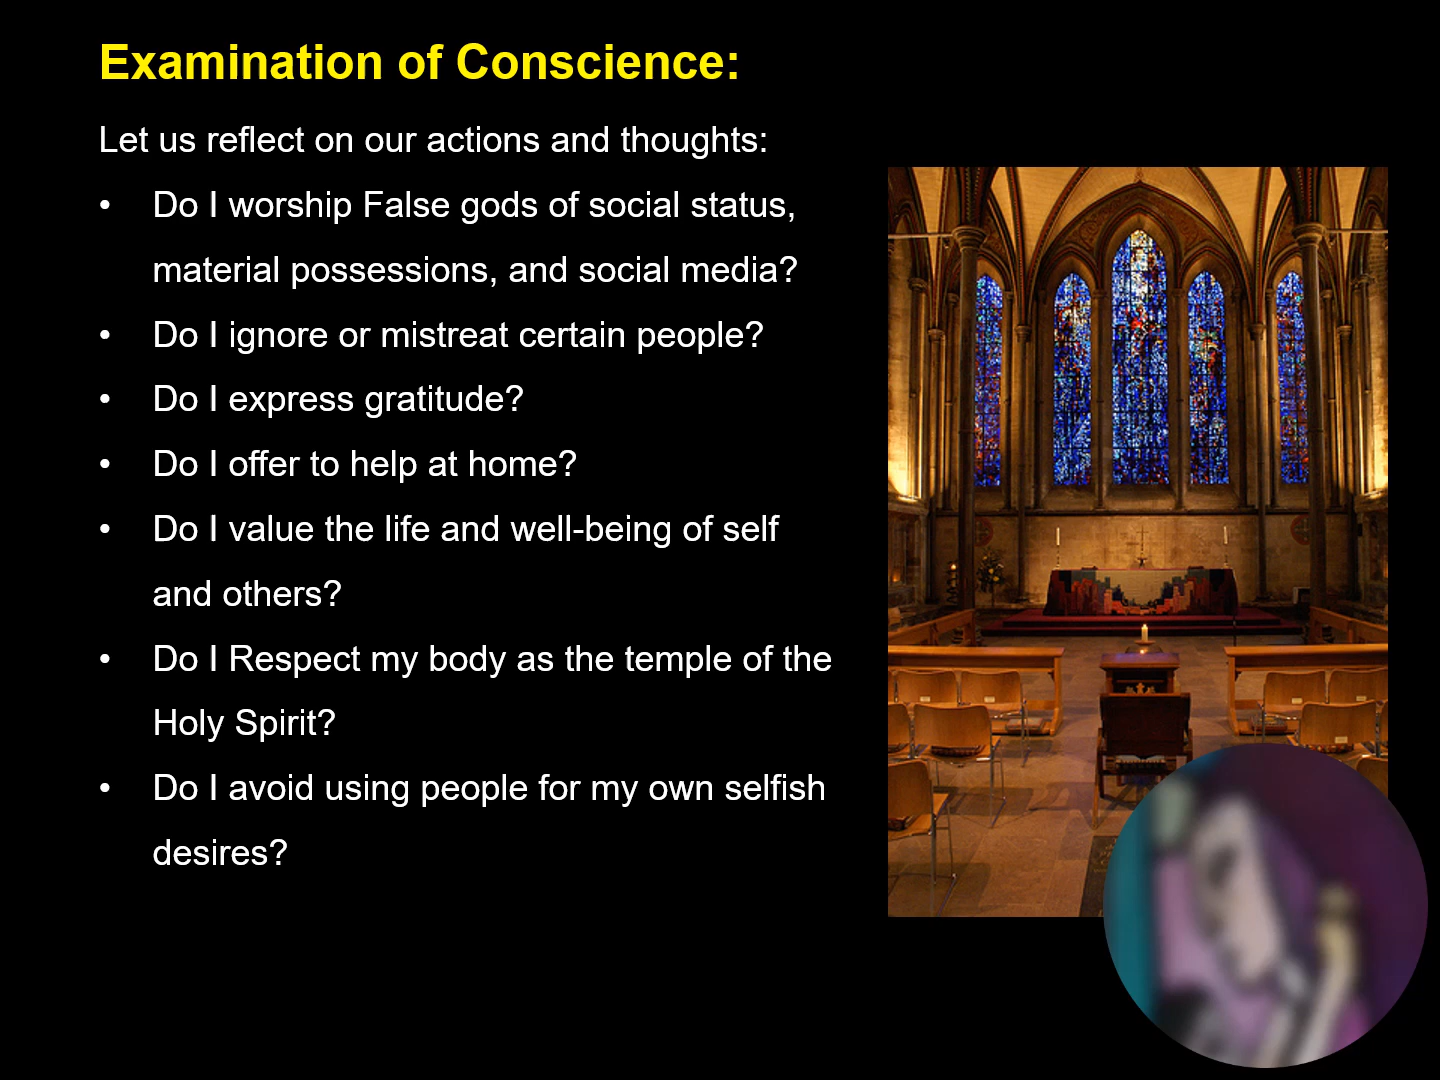 Examination of Conscience:
Let us reflect on our actions and thoughts:
• Do I worship False gods of social status,
material possessions, and social media?
• Do I ignore or mistreat certain people?
• Do I express gratitude?
• Do I offer to help at home?
• Do I value the life and well-being of self
and others?
• Do I Respect my body as the temple of the
Holy Spirit?
• Do I avoid using people for my own selfish
desires?